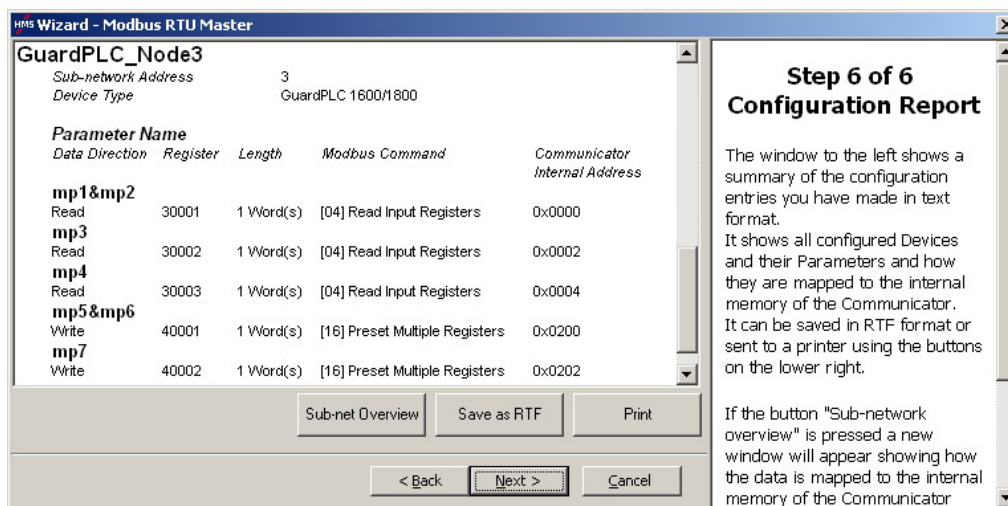 HMS Wizard - Modbus RTU Master
GuardPLC_Node3
Sub-network Address 3
Device Type GuardPLC 1600/1800
Parameter Name
Data Direction Register Length Modbus Command Communicator
Internal Address
mp1&mp2
Read 30001 1 Word(s) [04] Read Input Registers 0x0000
mp3
Read 30002 1 Word(s) [04] Read Input Registers 0x0002
mp4
Read 30003 1 Word(s) [04] Read Input Registers 0x0004
mp5&mp6
Write 40001 1 Word(s) [16] Preset Multiple Registers 0x0200
mp7
Write 40002 1 Word(s) [16] Preset Multiple Registers 0x0202
Sub-net Overview Save as RTF Print
< Back Next > Cancel
Step 6 of 6
Configuration Report
The window to the left shows a
summary of the configuration
entries you have made in text
format.
It shows all configured Devices
and their Parameters and how
they are mapped to the internal
memory of the Communicator.
It can be saved in RTF format or
sent to a printer using the buttons
on the lower right.
If the button "Sub-network
overview" is pressed a new
window will appear showing how
the data is mapped to the internal
memory of the Communicator